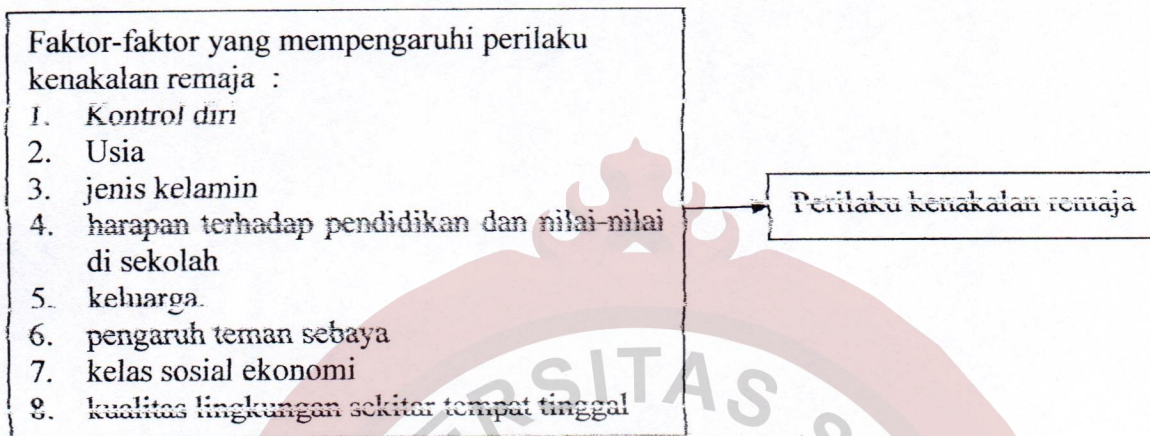 Faktor-faktor yang mempengaruhi perilaku
kenakalan remaja :
1. Kontrol diri
2. Usia
3. jenis kelamin
4. harapan terhadap pendidikan dan nilai-nilai
di sekolah
5. keluarga.
6. pengaruh teman sebaya
7. kelas sosial ekonomi
8. kualitas lingkungan sekitar tempat tinggal
Perilaku kenakalan remaja
ERSITAS